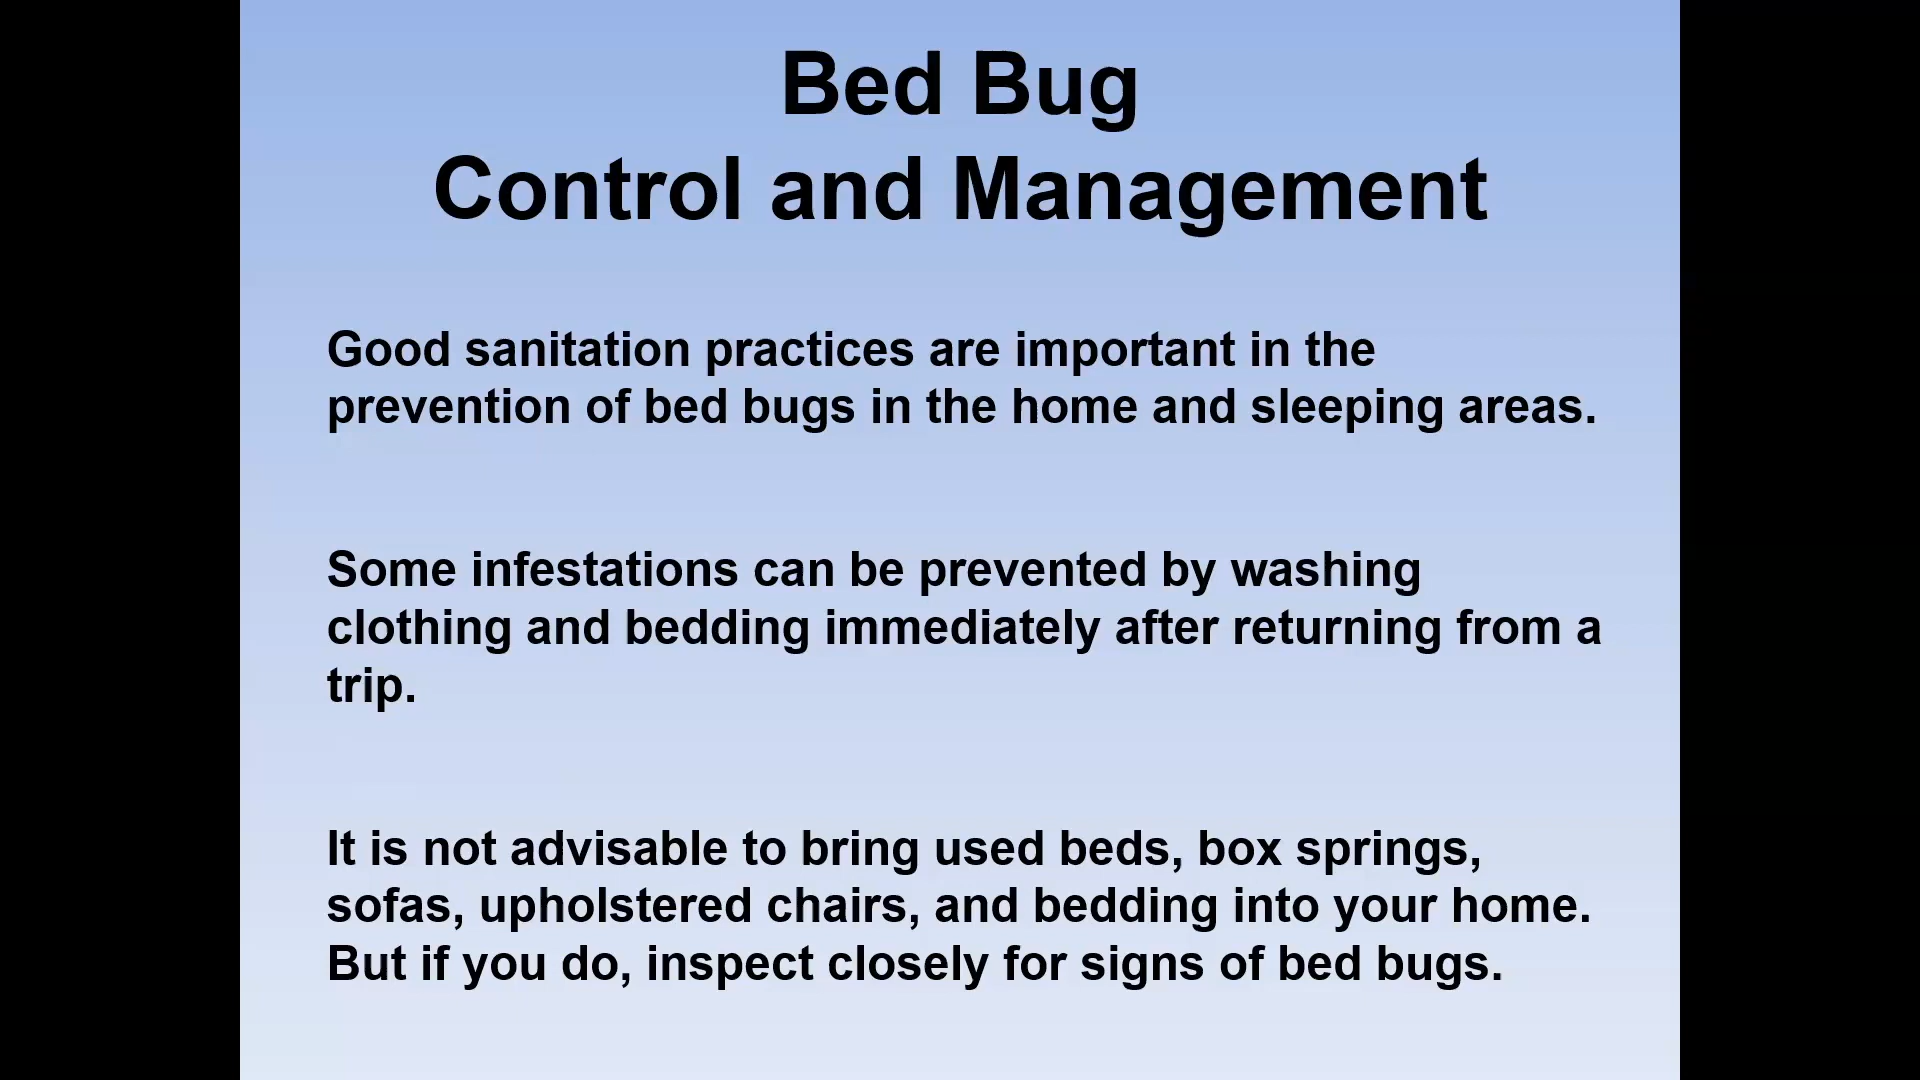 Bed Bug
Control and Management
Good sanitation practices are important in the
prevention of bed bugs in the home and sleeping areas.
Some infestations can be prevented by washing
clothing and bedding immediately after returning from a
trip.
It is not advisable to bring used beds, box springs,
sofas, upholstered chairs, and bedding into your home.
But if you do, inspect closely for signs of bed bugs.